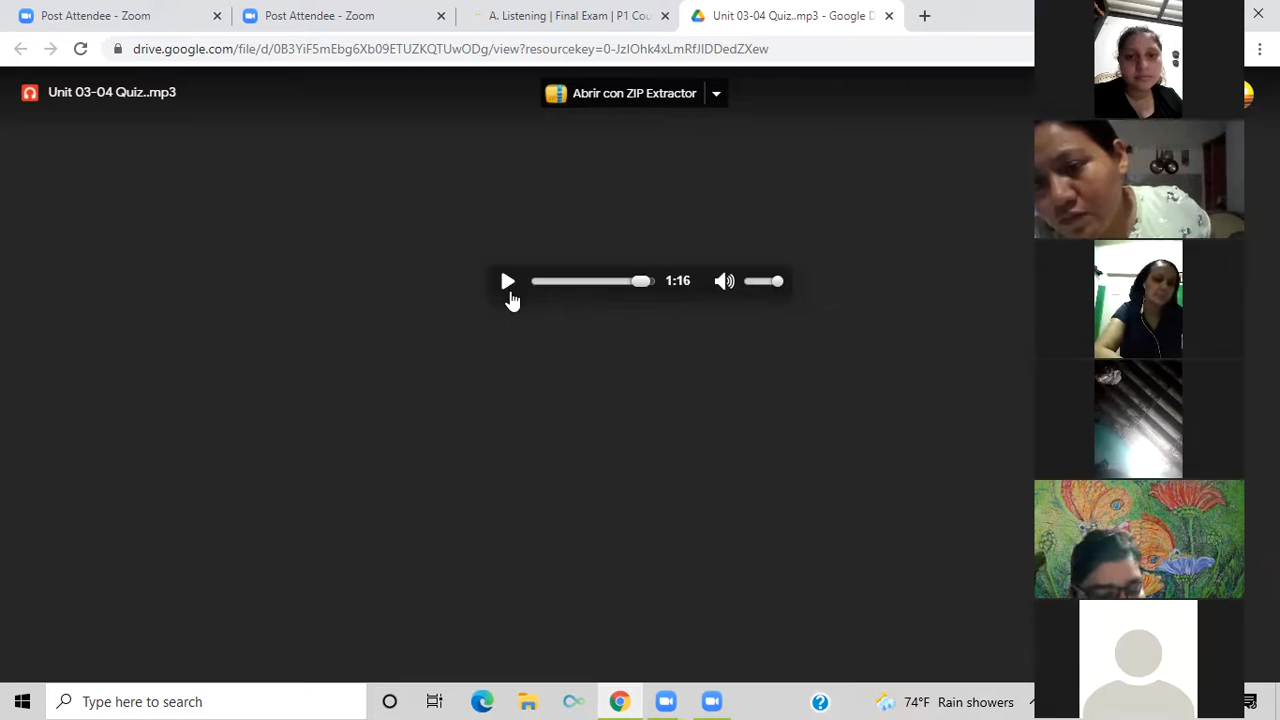 Post Attendee - Zoom
Post Attendee - Zoom
A. Listening | Final Exam | P1 Cou
Unit 03-04 Quiz..mp3 - Google D
drive.google.com/file/d/0B3YiF5mEbg6Xb09ETUZKQTUwODg/view?resourcekey=0-JzIOhk4xLmRfJIDDedZXew
Unit 03-04 Quiz..mp3
Abrir con ZIP Extractor
1:16
Type here to search
74°F Rain showers